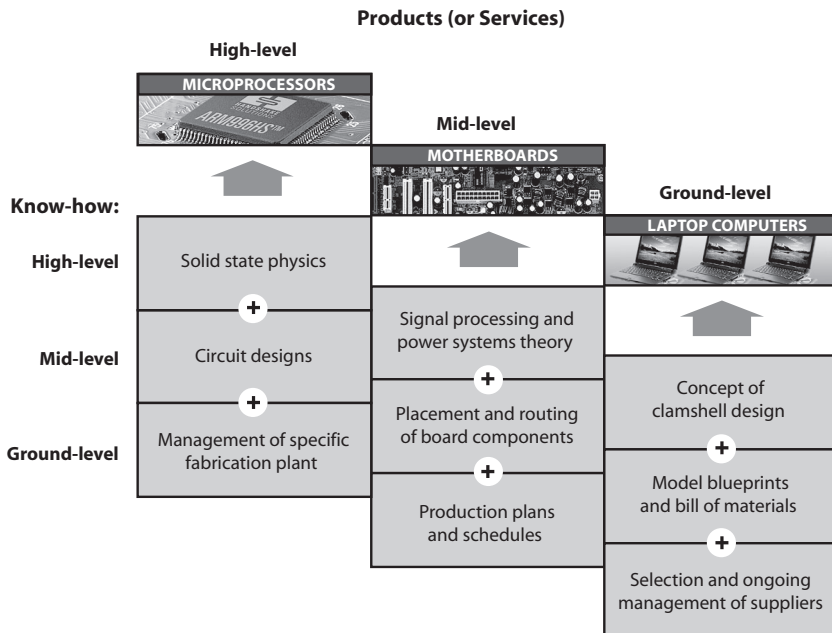 Products (or Services)
High-level
MICROPROCESSORS
HANDSHAKE
SOLUTIONS
ARM996HS™
Mid-level
MOTHERBOARDS
Ground-level
LAPTOP COMPUTERS
Know-how:
High-level
Solid state physics
+
Mid-level
Circuit designs
+
Ground-level
Management of specific
fabrication plant
Signal processing and
power systems theory
+
Placement and routing
of board components
+
Production plans
and schedules
Concept of
clamshell design
+
Model blueprints
and bill of materials
+
Selection and ongoing
management of suppliers